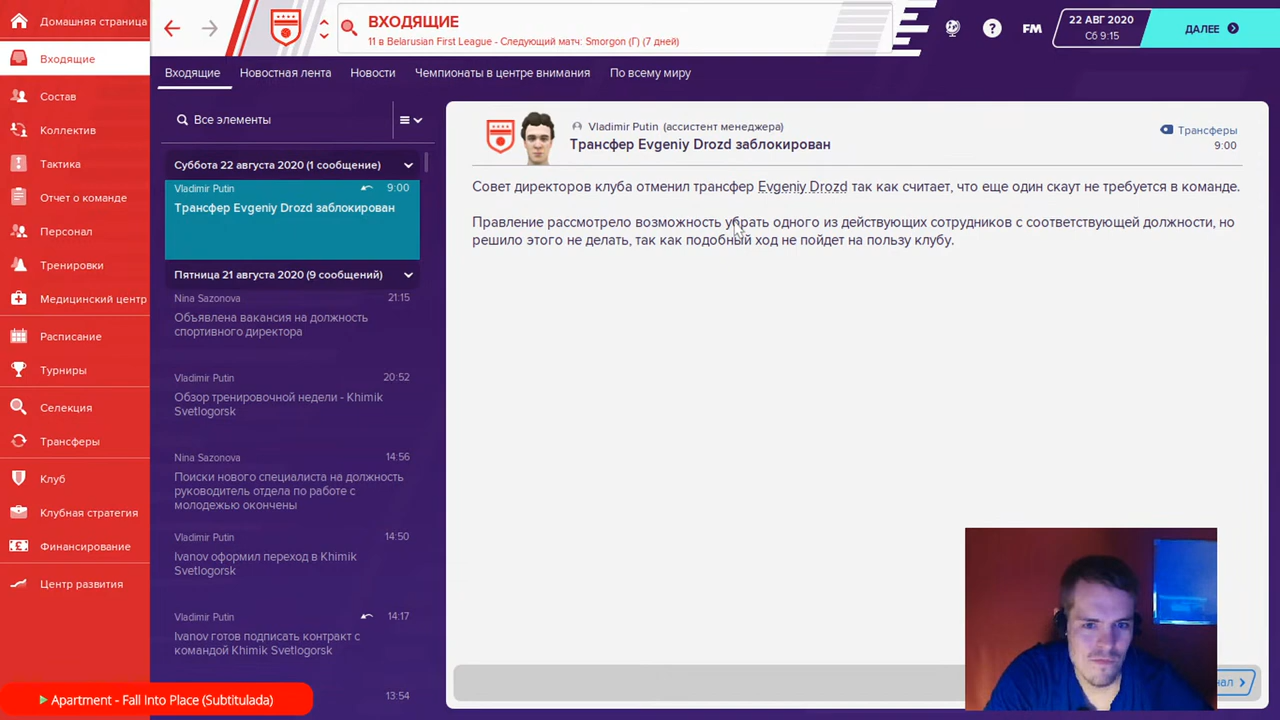 Домашняя страница
Входящие
Состав
Коллектив
Тактика
Отчет о команде
Персонал
Тренировки
Медицинский центр
Расписание
Турниры
Селекция
Трансферы
Клуб
Клубная стратегия
Финансирование
Центр развития
Apartment - Fall Into Place (Subtitulada)
ВХОДЯЩИЕ
11 в Belarusian First League - Следующий матч: Smorgon (Г) (7 дней)
?
FM
22 АВГ 2020
Сб 9:15
ДАЛЕЕ
Входящие
Новостная лента
Новости
Чемпионаты в центре внимания
По всему миру
Все элементы
Суббота 22 августа 2020 (1 сообщение)
Vladimir Putin 9:00
Трансфер Evgeniy Drozd заблокирован
Пятница 21 августа 2020 (9 сообщений)
Nina Sazonova 21:15
Объявлена вакансия на должность
спортивного директора
Vladimir Putin 20:52
Обзор тренировочной недели - Khimik
Svetlogorsk
Nina Sazonova 14:56
Поиски нового специалиста на должность
руководитель отдела по работе с
молодежью окончены
Vladimir Putin 14:50
Ivanov оформил переход в Khimik
Svetlogorsk
Vladimir Putin 14:17
Ivanov готов подписать контракт с
командой Khimik Svetlogorsk
13:54
Vladimir Putin (ассистент менеджера)
Трансфер Evgeniy Drozd заблокирован
Трансферы
9:00
Совет директоров клуба отменил трансфер Evgeniy Drozd так как считает, что еще один скаут не требуется в команде.
Правление рассмотрело возможность убрать одного из действующих сотрудников с соответствующей должности, но
решило этого не делать, так как подобный ход не пойдет на пользу клубу.